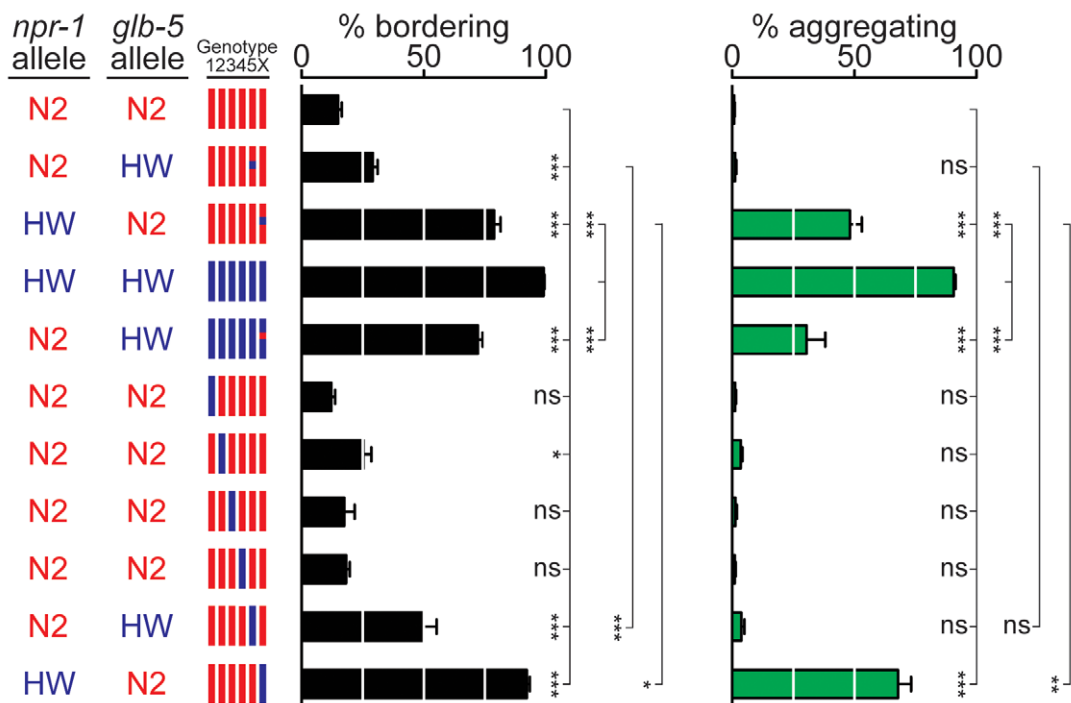 npr-1 glb-5 Genotype % bordering % aggregating
allele allele 12345X 0 50 100 0 50 100
N2 N2
N2 HW *** ns
HW N2 *** *** *** ***
HW HW
N2 HW *** *** *** ***
N2 N2 ns ns
N2 N2 * ns
N2 N2 ns ns
N2 N2 ns ns
N2 HW *** *** ns ns
HW N2 *** * *** **